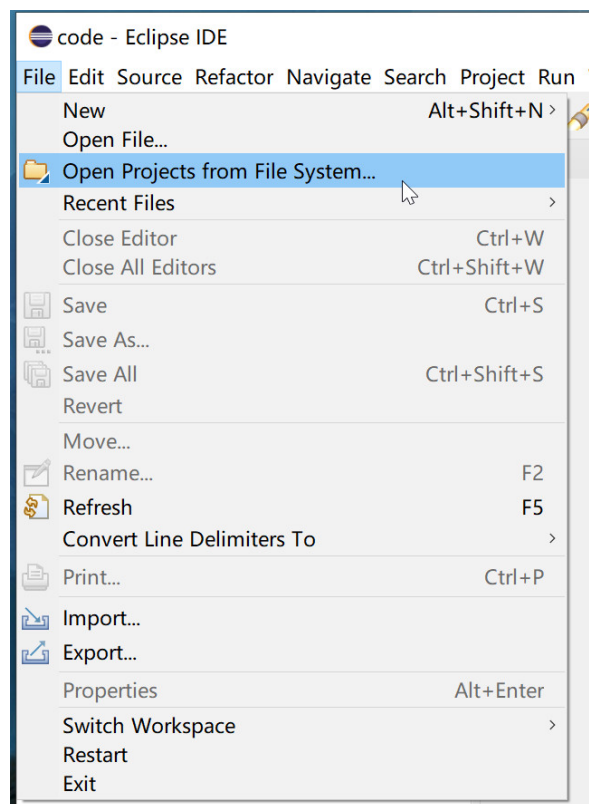 code - Eclipse IDE
File Edit Source Refactor Navigate Search Project Run
New Alt+Shift+N >
Open File...
Open Projects from File System...
Recent Files >
Close Editor Ctrl+W
Close All Editors Ctrl+Shift+W
Save Ctrl+S
Save As...
Save All Ctrl+Shift+S
Revert
Move...
Rename... F2
Refresh F5
Convert Line Delimiters To >
Print... Ctrl+P
Import...
Export...
Properties Alt+Enter
Switch Workspace >
Restart
Exit